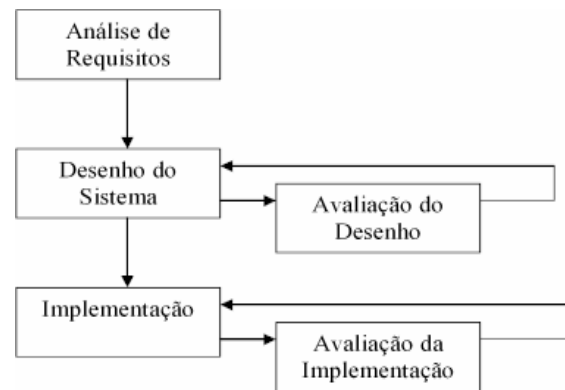 Análise de
Requisitos
Desenho do
Sistema
Avaliação do
Desenho
Implementação
Avaliação da
Implementação